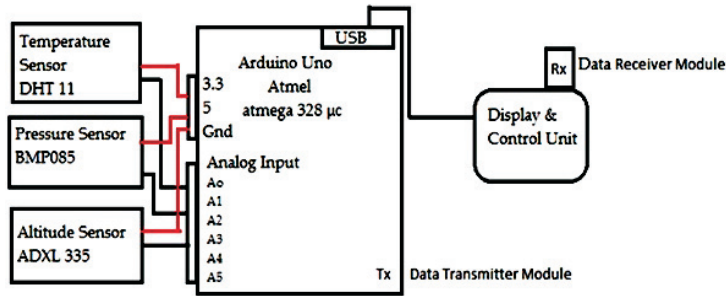 Temperature
Sensor
DHT 11
Pressure Sensor
BMP085
Altitude Sensor
ADXL 335
USB
Arduino Uno
Atmel
atmega 328 µc
3.3
5
Gnd
Analog Input
A0
A1
A2
A3
A4
A5
Tx Data Transmitter Module
Rx Data Receiver Module
Display &
Control Unit